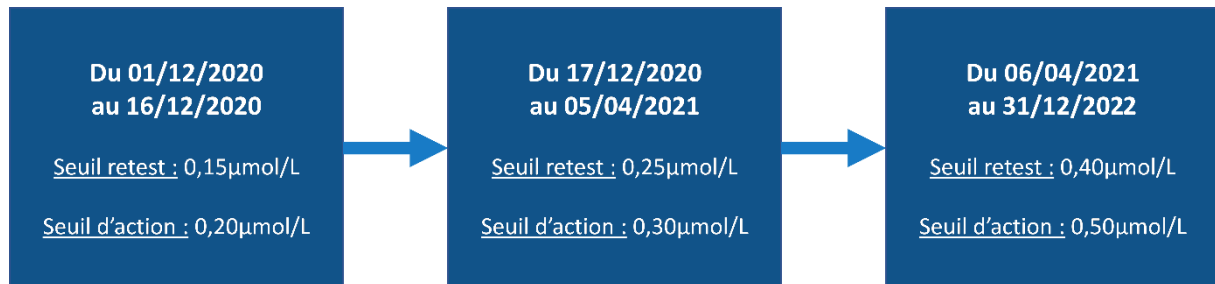 Du 01/12/2020
au 16/12/2020
Seuil retest : 0,15µmol/L
Seuil d'action : 0,20µmol/L
Du 17/12/2020
au 05/04/2021
Seuil retest : 0,25µmol/L
Seuil d'action : 0,30µmol/L
Du 06/04/2021
au 31/12/2022
Seuil retest : 0,40µmol/L
Seuil d'action : 0,50µmol/L